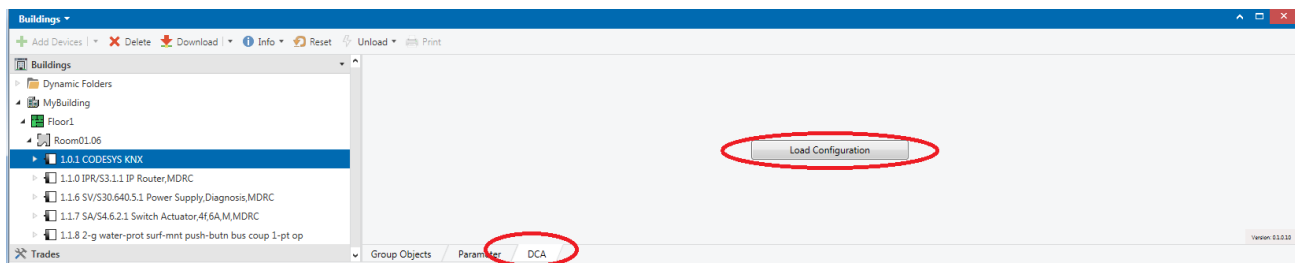 Buildings
Add Devices Delete Download Info Reset Unload Print
Buildings
Dynamic Folders
MyBuilding
Floor1
Room01.06
1.0.1 CODESYS KNX
1.1.0 IPR/S3.1.1 IP Router,MDRC
1.1.6 SV/S30.640.5.1 Power Supply,Diagnosis,MDRC
1.1.7 SA/S4.6.2.1 Switch Actuator,4f,6A,M,MDRC
1.1.8 2-g water-prot surf-mnt push-butn bus coup 1-pt op
Trades
Load Configuration
Group Objects Parameter DCA
Version: 0.1.0.10